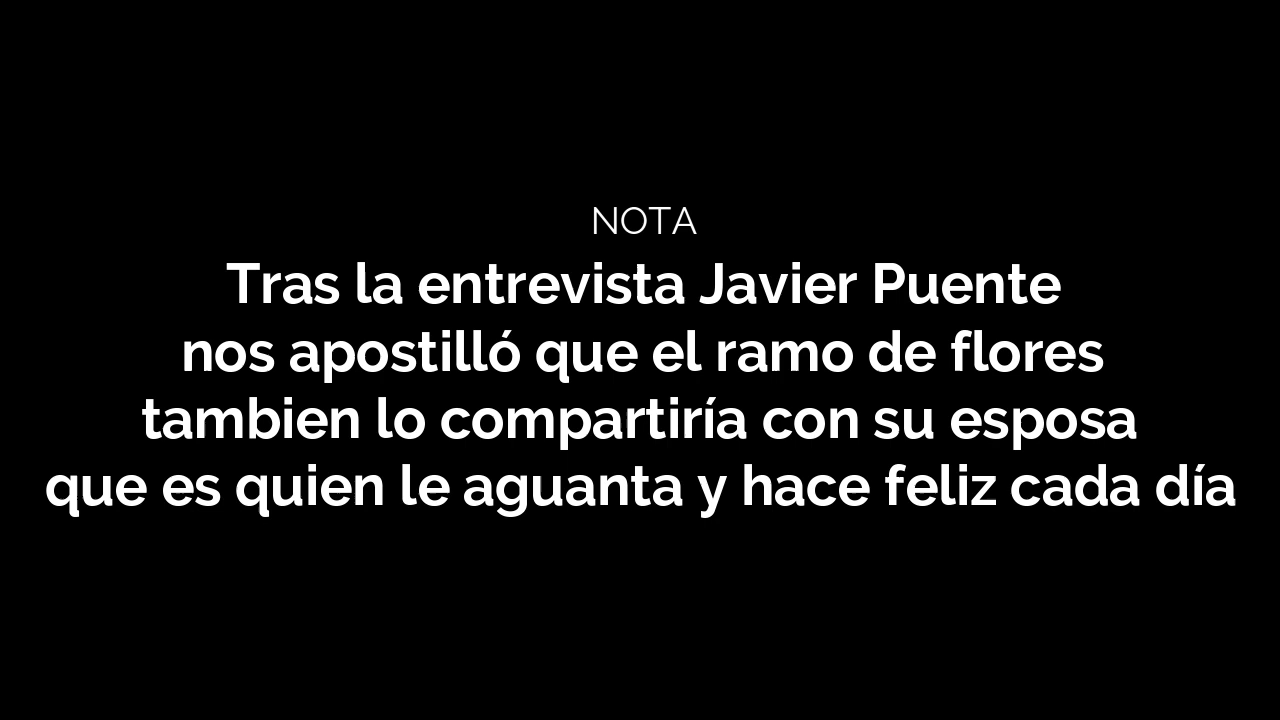 NOTA
Tras la entrevista Javier Puente
nos apostilló que el ramo de flores
tambien lo compartiría con su esposa
que es quien le aguanta y hace feliz cada día